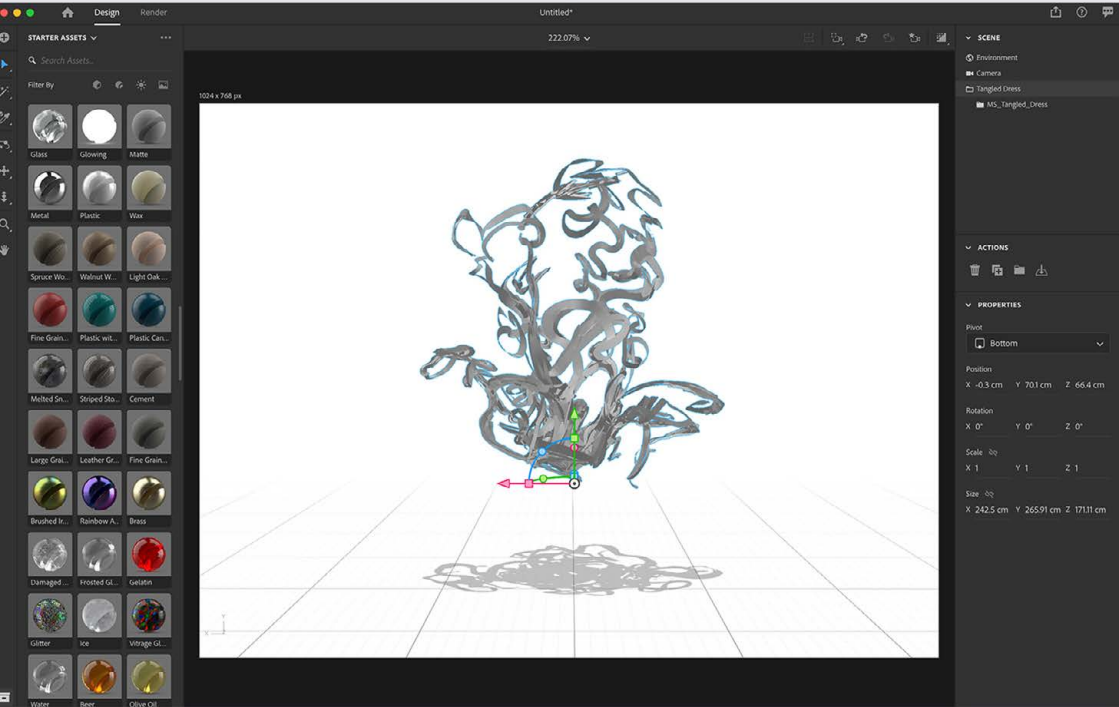 Design Render Untitled*
STARTER ASSETS
Search Assets...
Filter By
Glass Glowing Matte
Metal Plastic Wax
Spruce Wo... Walnut W... Light Oak ...
Fine Grain... Plastic wit... Plastic Can...
Melted Sn... Striped Sto... Cement
Large Grai... Leather Gr... Fine Grain...
Brushed Ir... Rainbow A... Brass
Damaged ... Frosted Gl... Gelatin
Glitter Ice Vitrage Gl...
Water Beer Olive Oil
222.07%
1024 x 768 px
SCENE
Environment
Camera
Tangled Dress
MS_Tangled_Dress
ACTIONS
PROPERTIES
Pivot
Bottom
Position
X -0.3 cm Y 70.1 cm Z 66.4 cm
Rotation
X 0° Y 0° Z 0°
Scale
X 1 Y 1 Z 1
Size
X 242.5 cm Y 265.91 cm Z 171.11 cm